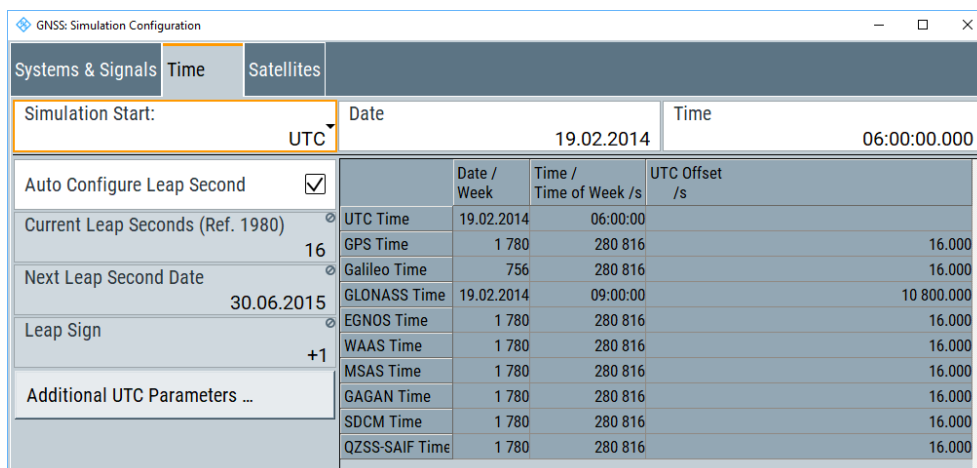 GNSS: Simulation Configuration
Systems & Signals Time Satellites
Simulation Start: Date Time
UTC 19.02.2014 06:00:00.000
Auto Configure Leap Second
Current Leap Seconds (Ref. 1980)
16
Next Leap Second Date
30.06.2015
Leap Sign
+1
Additional UTC Parameters ...
Date / Time / UTC Offset
Week Time of Week /s /s
UTC Time 19.02.2014 06:00:00
GPS Time 1 780 280 816 16.000
Galileo Time 756 280 816 16.000
GLONASS Time 19.02.2014 09:00:00 10 800.000
EGNOS Time 1 780 280 816 16.000
WAAS Time 1 780 280 816 16.000
MSAS Time 1 780 280 816 16.000
GAGAN Time 1 780 280 816 16.000
SDCM Time 1 780 280 816 16.000
QZSS-SAIF Time 1 780 280 816 16.000